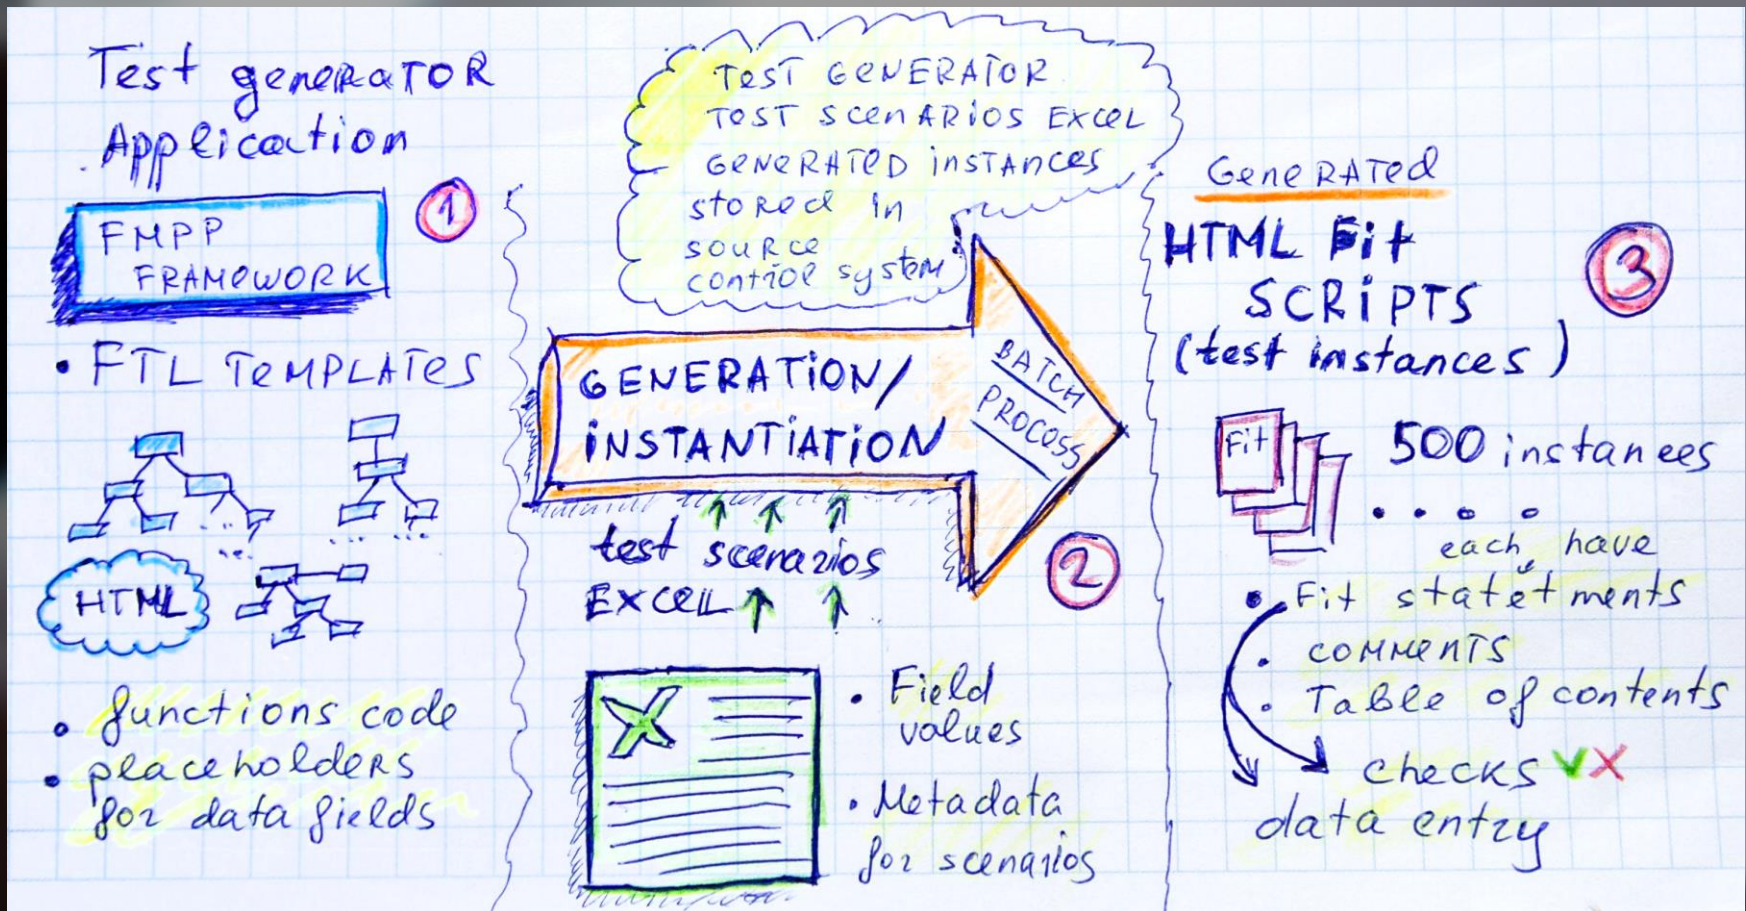 Test generator
Application
1
FMPP
FRAMEWORK
• FTL TEMPLATES
... ...
...
HTML
• functions code
• placeholders
for data fields
TEST GENERATOR
TEST SCENARIOS EXCEL
GENERATED INSTANCES
stored in
source
control system
GENERATION/
INSTANTIATION
BATCH
PROCESS
test scenarios
EXCEL
2
X
• Field
values
• Metadata
for scenarios
Generated
HTML Fit
SCRIPTS
(test instances)
3
Fit
500 instances
. . . .
each have
• Fit statetments
• comments
• Table of contents
checks V X
data entry